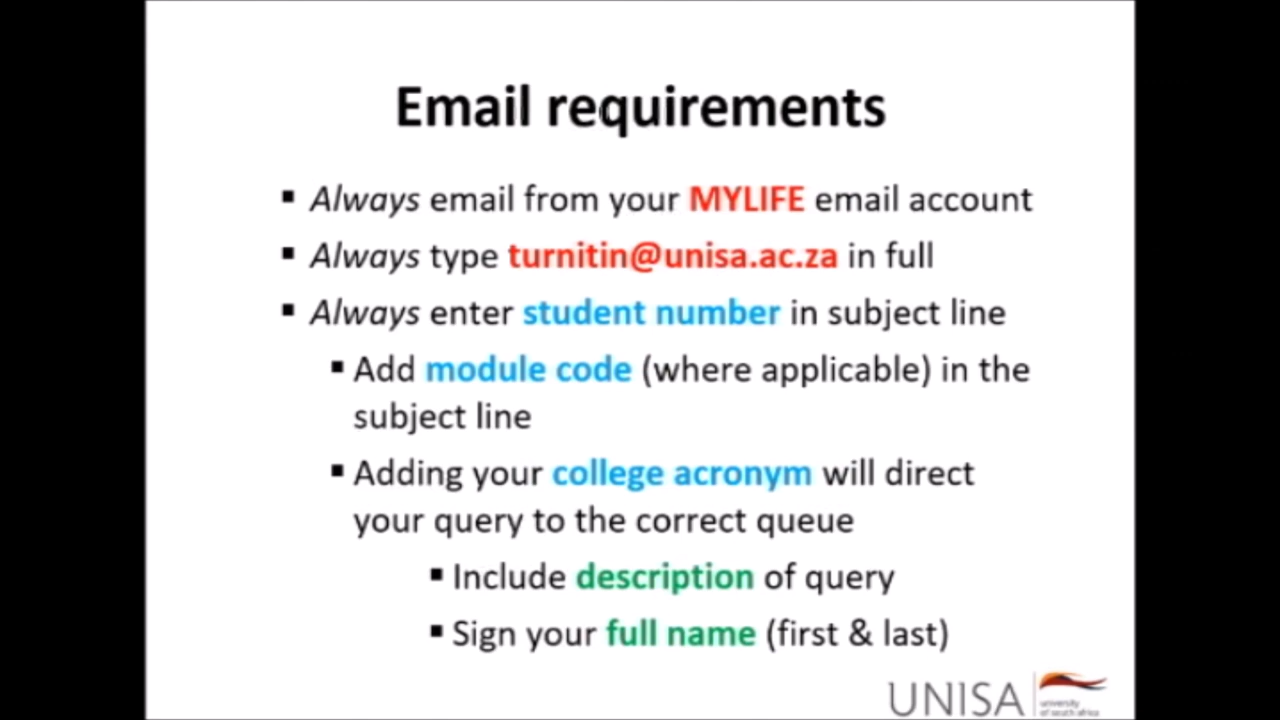 Email requirements
▪ Always email from your MYLIFE email account
▪ Always type turnitin@unisa.ac.za in full
▪ Always enter student number in subject line
▪ Add module code (where applicable) in the
subject line
▪ Adding your college acronym will direct
your query to the correct queue
▪ Include description of query
▪ Sign your full name (first & last)
UNISA
university
of south africa